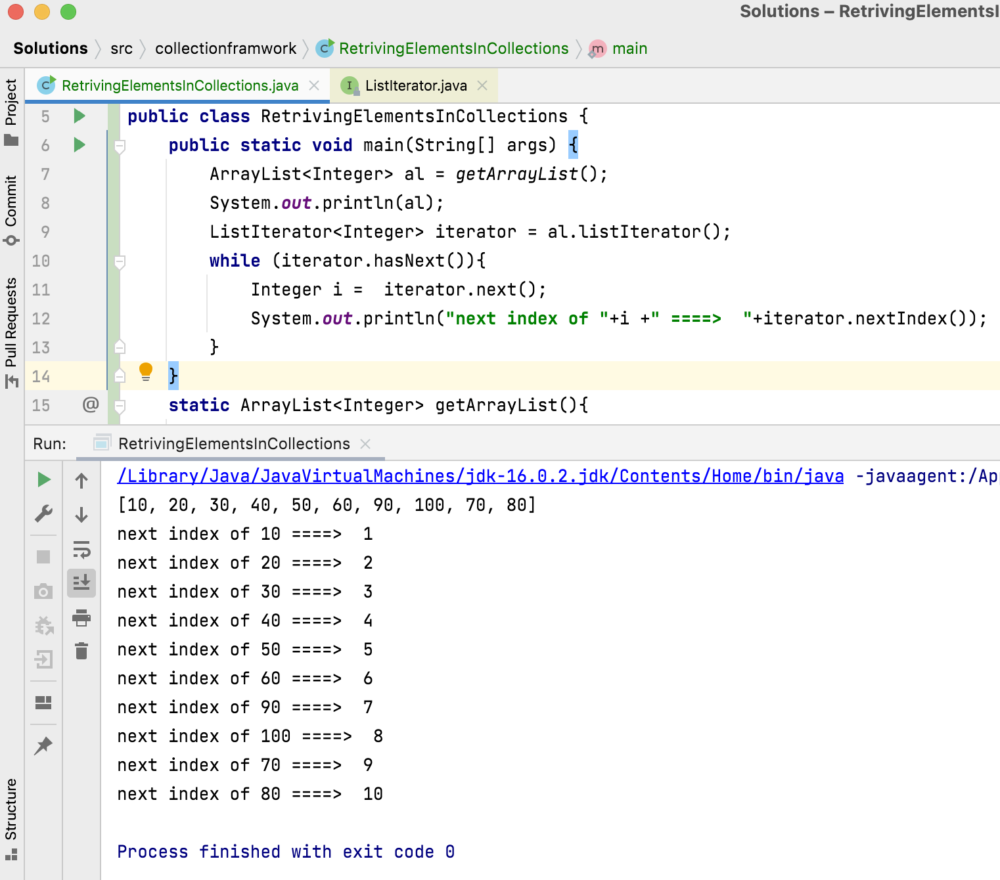 Solutions – RetrivingElementsI
Solutions src collectionframwork C RetrivingElementsInCollections m main
C RetrivingElementsInCollections.java I ListIterator.java
Project
Commit
Pull Requests
Structure
5 public class RetrivingElementsInCollections {
6 public static void main(String[] args) {
7 ArrayList<Integer> al = getArrayList();
8 System.out.println(al);
9 ListIterator<Integer> iterator = al.listIterator();
10 while (iterator.hasNext()){
11 Integer i =  iterator.next();
12 System.out.println("next index of "+i +" ====>  "+iterator.nextIndex());
13 }
14 }
15 @ static ArrayList<Integer> getArrayList(){
Run: RetrivingElementsInCollections
/Library/Java/JavaVirtualMachines/jdk-16.0.2.jdk/Contents/Home/bin/java -javaagent:/Ap
[10, 20, 30, 40, 50, 60, 90, 100, 70, 80]
next index of 10 ====>  1
next index of 20 ====>  2
next index of 30 ====>  3
next index of 40 ====>  4
next index of 50 ====>  5
next index of 60 ====>  6
next index of 90 ====>  7
next index of 100 ====>  8
next index of 70 ====>  9
next index of 80 ====>  10
Process finished with exit code 0